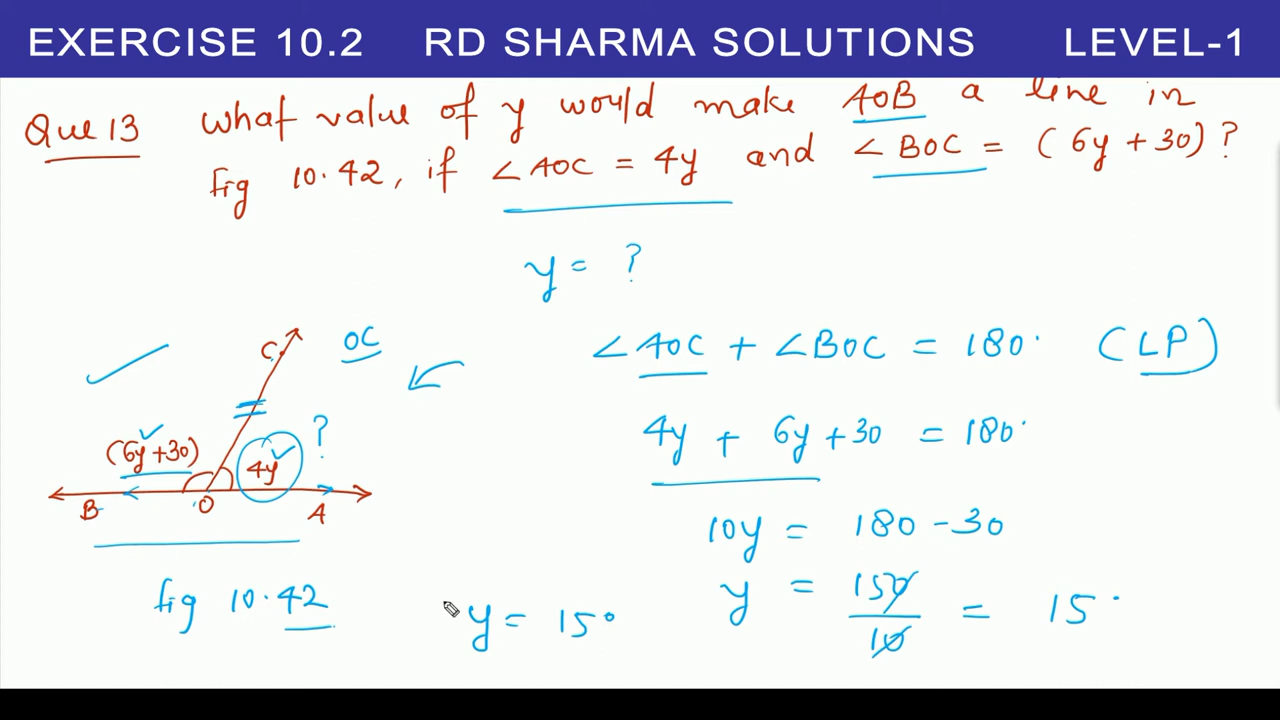 EXERCISE 10.2 RD SHARMA SOLUTIONS LEVEL-1
Que 13 what value of y would make AOB a line in
fig 10.42, if ∠AOC = 4y and ∠BOC = (6y+30)?
y = ?
C OC
∠AOC + ∠BOC = 180° (LP)
?
(6y+30) 4y
4y + 6y+30 = 180°
B O A
10y = 180-30
fig 10.42
y = 150/10 = 15°
y = 15°